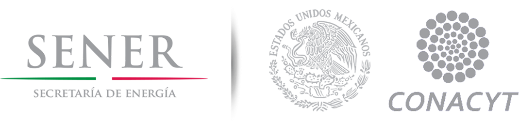 SENER
SECRETARÍA DE ENERGÍA
ESTADOS UNIDOS MEXICANOS
CONACYT